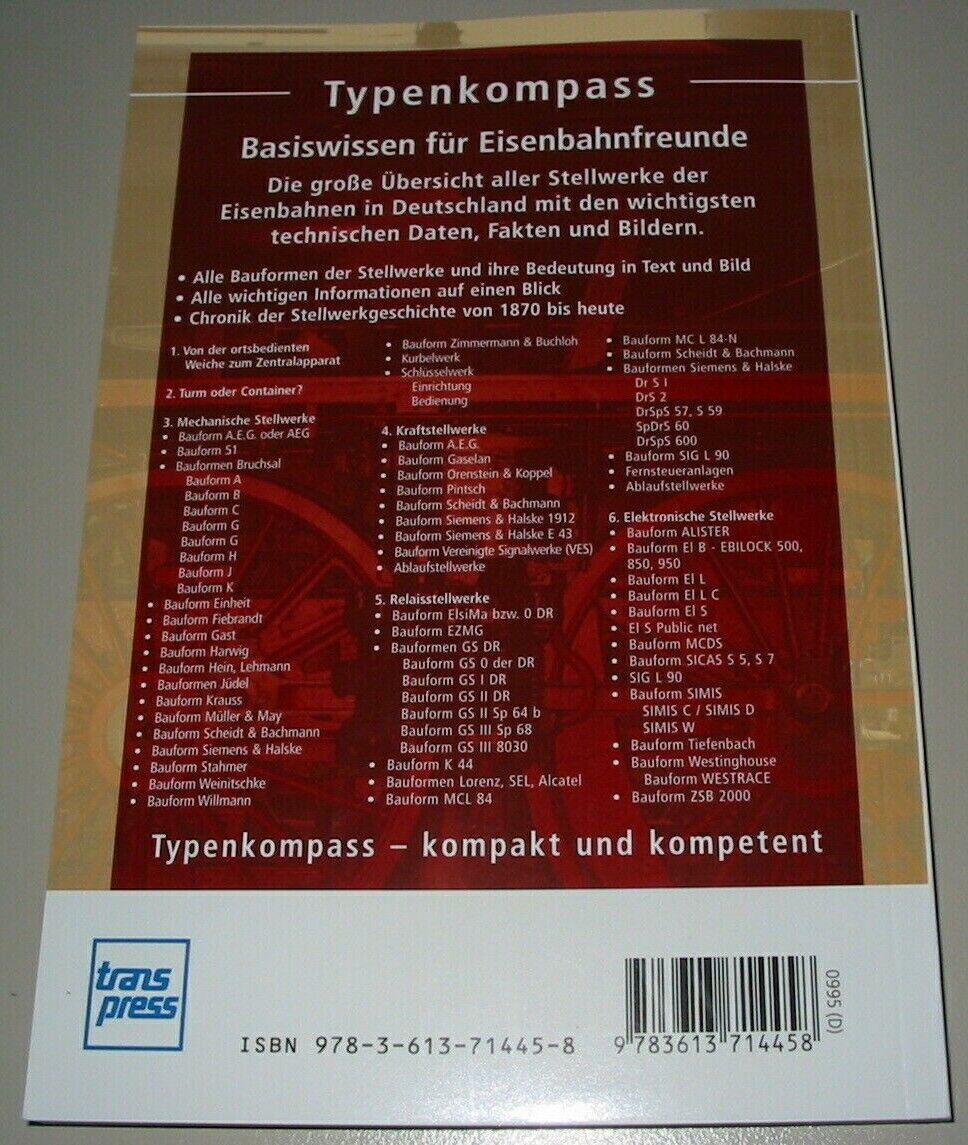 Typenkompass
Basiswissen für Eisenbahnfreunde
Die große Übersicht aller Stellwerke der
Eisenbahnen in Deutschland mit den wichtigsten
technischen Daten, Fakten und Bildern.
• Alle Bauformen der Stellwerke und ihre Bedeutung in Text und Bild
• Alle wichtigen Informationen auf einen Blick
• Chronik der Stellwerkgeschichte von 1870 bis heute
1. Von der ortsbedienten
Weiche zum Zentralapparat
2. Turm oder Container?
3. Mechanische Stellwerke
• Bauform A.E.G. oder AEG
• Bauform 51
• Bauformen Bruchsal
Bauform A
Bauform B
Bauform C
Bauform G
Bauform G
Bauform H
Bauform J
Bauform K
• Bauform Einheit
• Bauform Fiebrandt
• Bauform Gast
• Bauform Harwig
• Bauform Hein, Lehmann
• Bauformen Jüdel
• Bauform Krauss
• Bauform Müller & May
• Bauform Scheidt & Bachmann
• Bauform Siemens & Halske
• Bauform Stahmer
• Bauform Weinitschke
• Bauform Willmann
• Bauform Zimmermann & Buchloh
• Kurbelwerk
• Schlüsselwerk
Einrichtung
Bedienung
4. Kraftstellwerke
• Bauform A.E.G.
• Bauform Gaselan
• Bauform Orenstein & Koppel
• Bauform Pintsch
• Bauform Scheidt & Bachmann
• Bauform Siemens & Halske 1912
• Bauform Siemens & Halske E 43
• Bauform Vereinigte Signalwerke (VES)
• Ablaufstellwerke
5. Relaisstellwerke
• Bauform ElsiMa bzw. 0 DR
• Bauform EZMG
• Bauformen GS DR
Bauform GS 0 der DR
Bauform GS I DR
Bauform GS II DR
Bauform GS II Sp 64 b
Bauform GS III Sp 68
Bauform GS III 8030
• Bauform K 44
• Bauformen Lorenz, SEL, Alcatel
• Bauform MCL 84
• Bauform MC L 84-N
• Bauform Scheidt & Bachmann
• Bauformen Siemens & Halske
Dr S I
DrS 2
DrSpS 57, S 59
SpDrS 60
DrSpS 600
• Bauform SIG L 90
• Fernsteueranlagen
• Ablaufstellwerke
6. Elektronische Stellwerke
• Bauform ALISTER
• Bauform El B - EBILOCK 500,
850, 950
• Bauform El L
• Bauform El L C
• Bauform El S
• El S Public net
• Bauform MCDS
• Bauform SICAS S 5, S 7
• SIG L 90
• Bauform SIMIS
SIMIS C / SIMIS D
SIMIS W
• Bauform Tiefenbach
• Bauform Westinghouse
Bauform WESTRACE
• Bauform ZSB 2000
Typenkompass – kompakt und kompetent
trans
press
ISBN 978-3-613-71445-8
9 783613 714458
0995 (D)